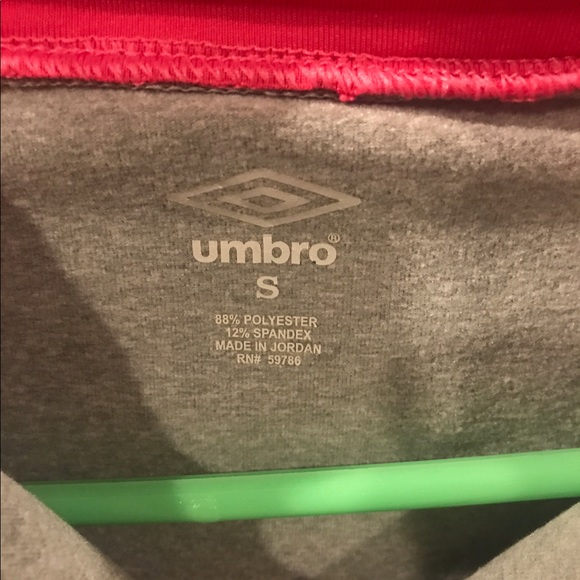 umbro®
S
88% POLYESTER
12% SPANDEX
MADE IN JORDAN
RN# 59786